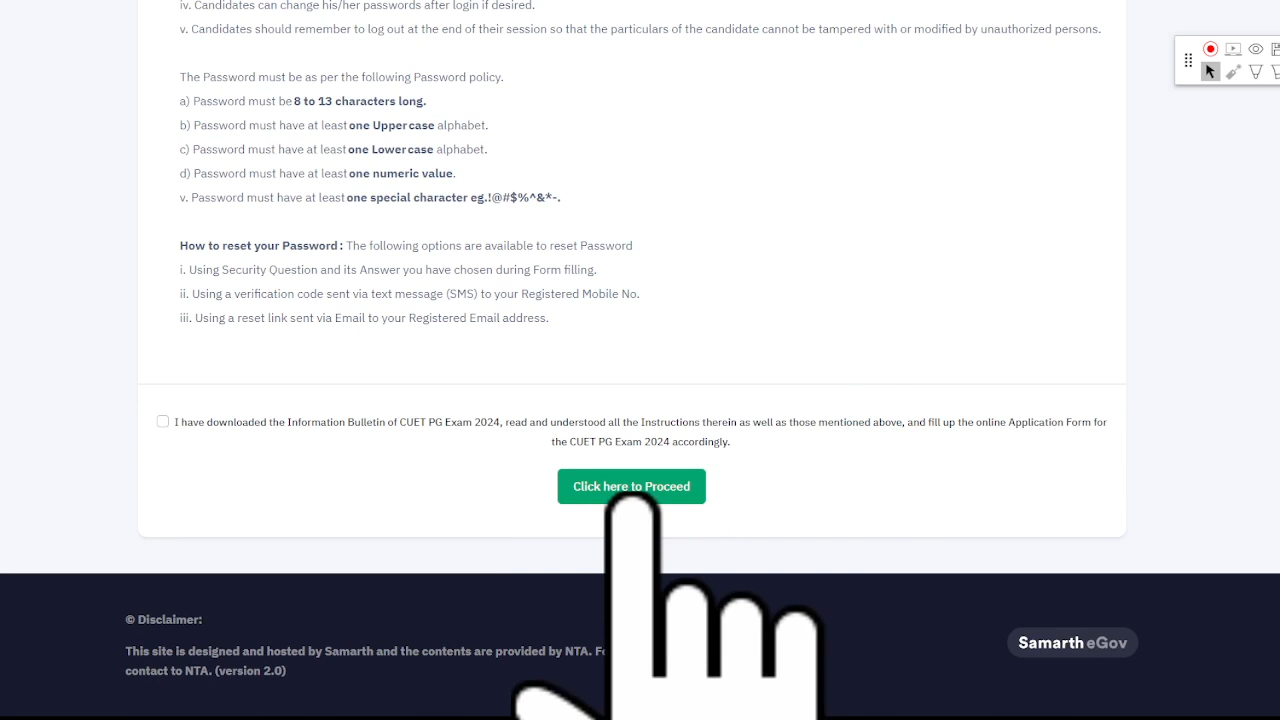 iv. Candidates can change his/her passwords after login if desired.
v. Candidates should remember to log out at the end of their session so that the particulars of the candidate cannot be tampered with or modified by unauthorized persons.
The Password must be as per the following Password policy.
a) Password must be 8 to 13 characters long.
b) Password must have at least one Upper case alphabet.
c) Password must have at least one Lower case alphabet.
d) Password must have at least one numeric value.
v. Password must have at least one special character eg.!@#$%^&*-.
How to reset your Password : The following options are available to reset Password
i. Using Security Question and its Answer you have chosen during Form filling.
ii. Using a verification code sent via text message (SMS) to your Registered Mobile No.
iii. Using a reset link sent via Email to your Registered Email address.
I have downloaded the Information Bulletin of CUET PG Exam 2024, read and understood all the Instructions therein as well as those mentioned above, and fill up the online Application Form for
the CUET PG Exam 2024 accordingly.
Click here to Proceed
© Disclaimer:
This site is designed and hosted by Samarth and the contents are provided by NTA.
contact to NTA. (version 2.0)
Samarth eGov